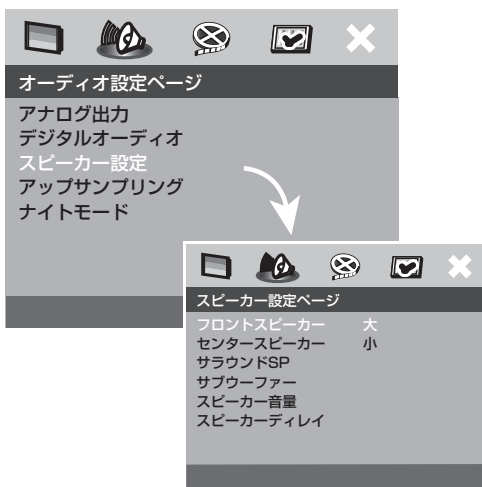 オーディオ設定ページ
アナログ出力
デジタルオーディオ
スピーカー設定
アップサンプリング
ナイトモード
スピーカー設定ページ
フロントスピーカー 大
センタースピーカー 小
サラウンドSP
サブウーファー
スピーカー音量
スピーカーディレイ